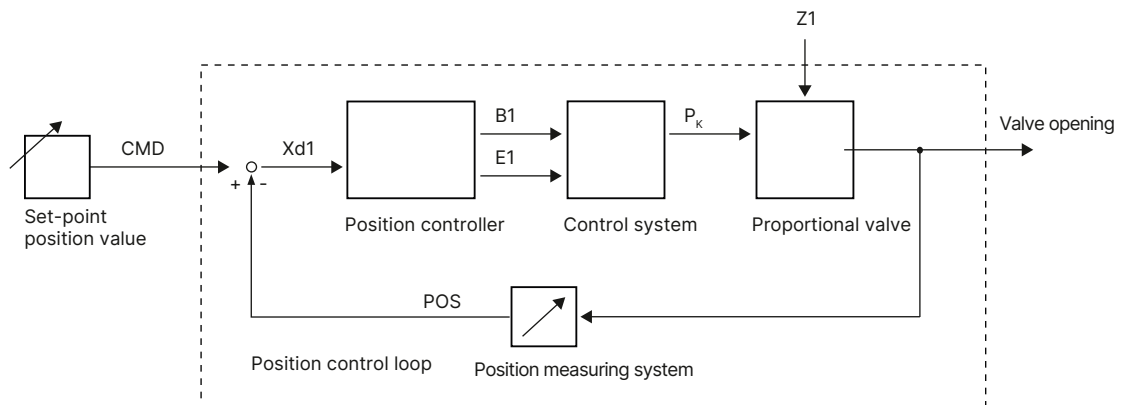 Z1
Valve opening
CMD
Xd1
B1
E1
PK
+ -
Set-point
position value
Position controller
Control system
Proportional valve
POS
Position control loop
Position measuring system